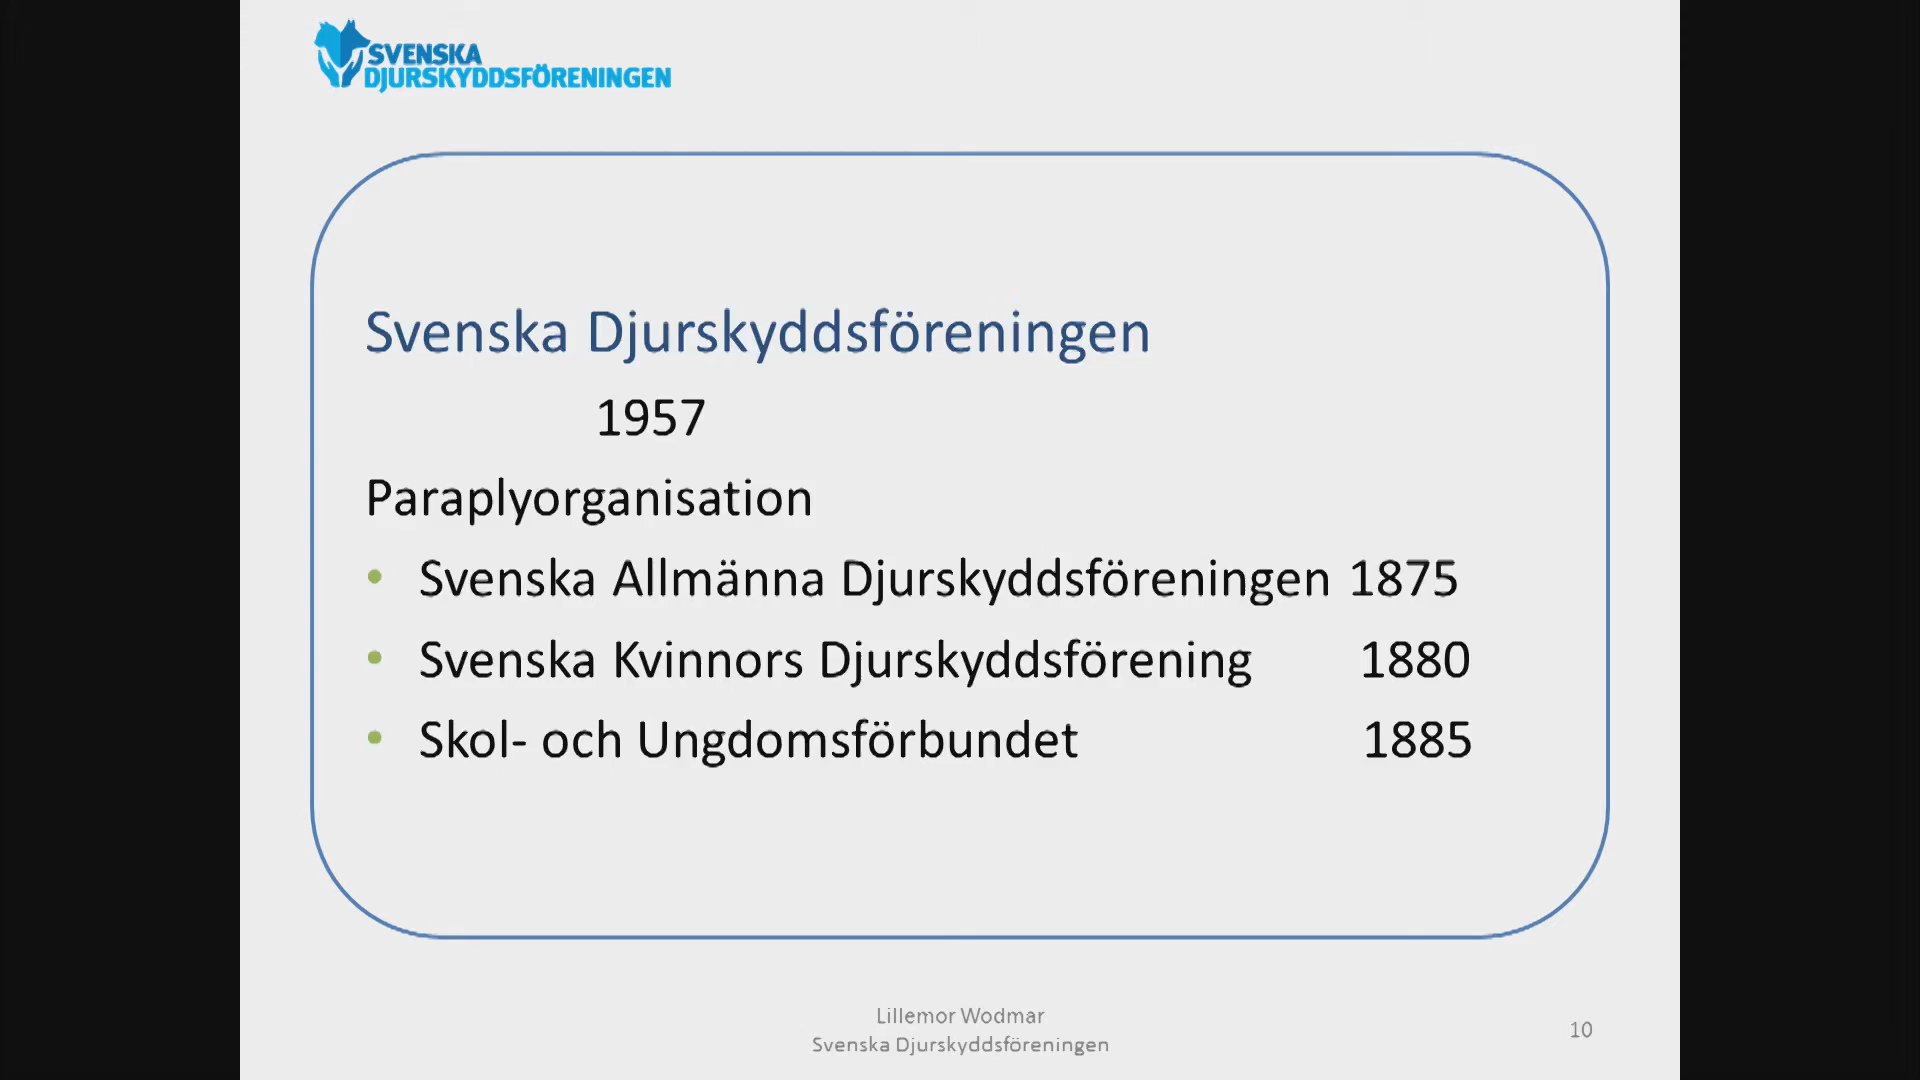 SVENSKA
DJURSKYDDSFÖRENINGEN
Svenska Djurskyddsföreningen
1957
Paraplyorganisation
• Svenska Allmänna Djurskyddsföreningen 1875
• Svenska Kvinnors Djurskyddsförening 1880
• Skol- och Ungdomsförbundet 1885
Lillemor Wodmar
Svenska Djurskyddsföreningen
10